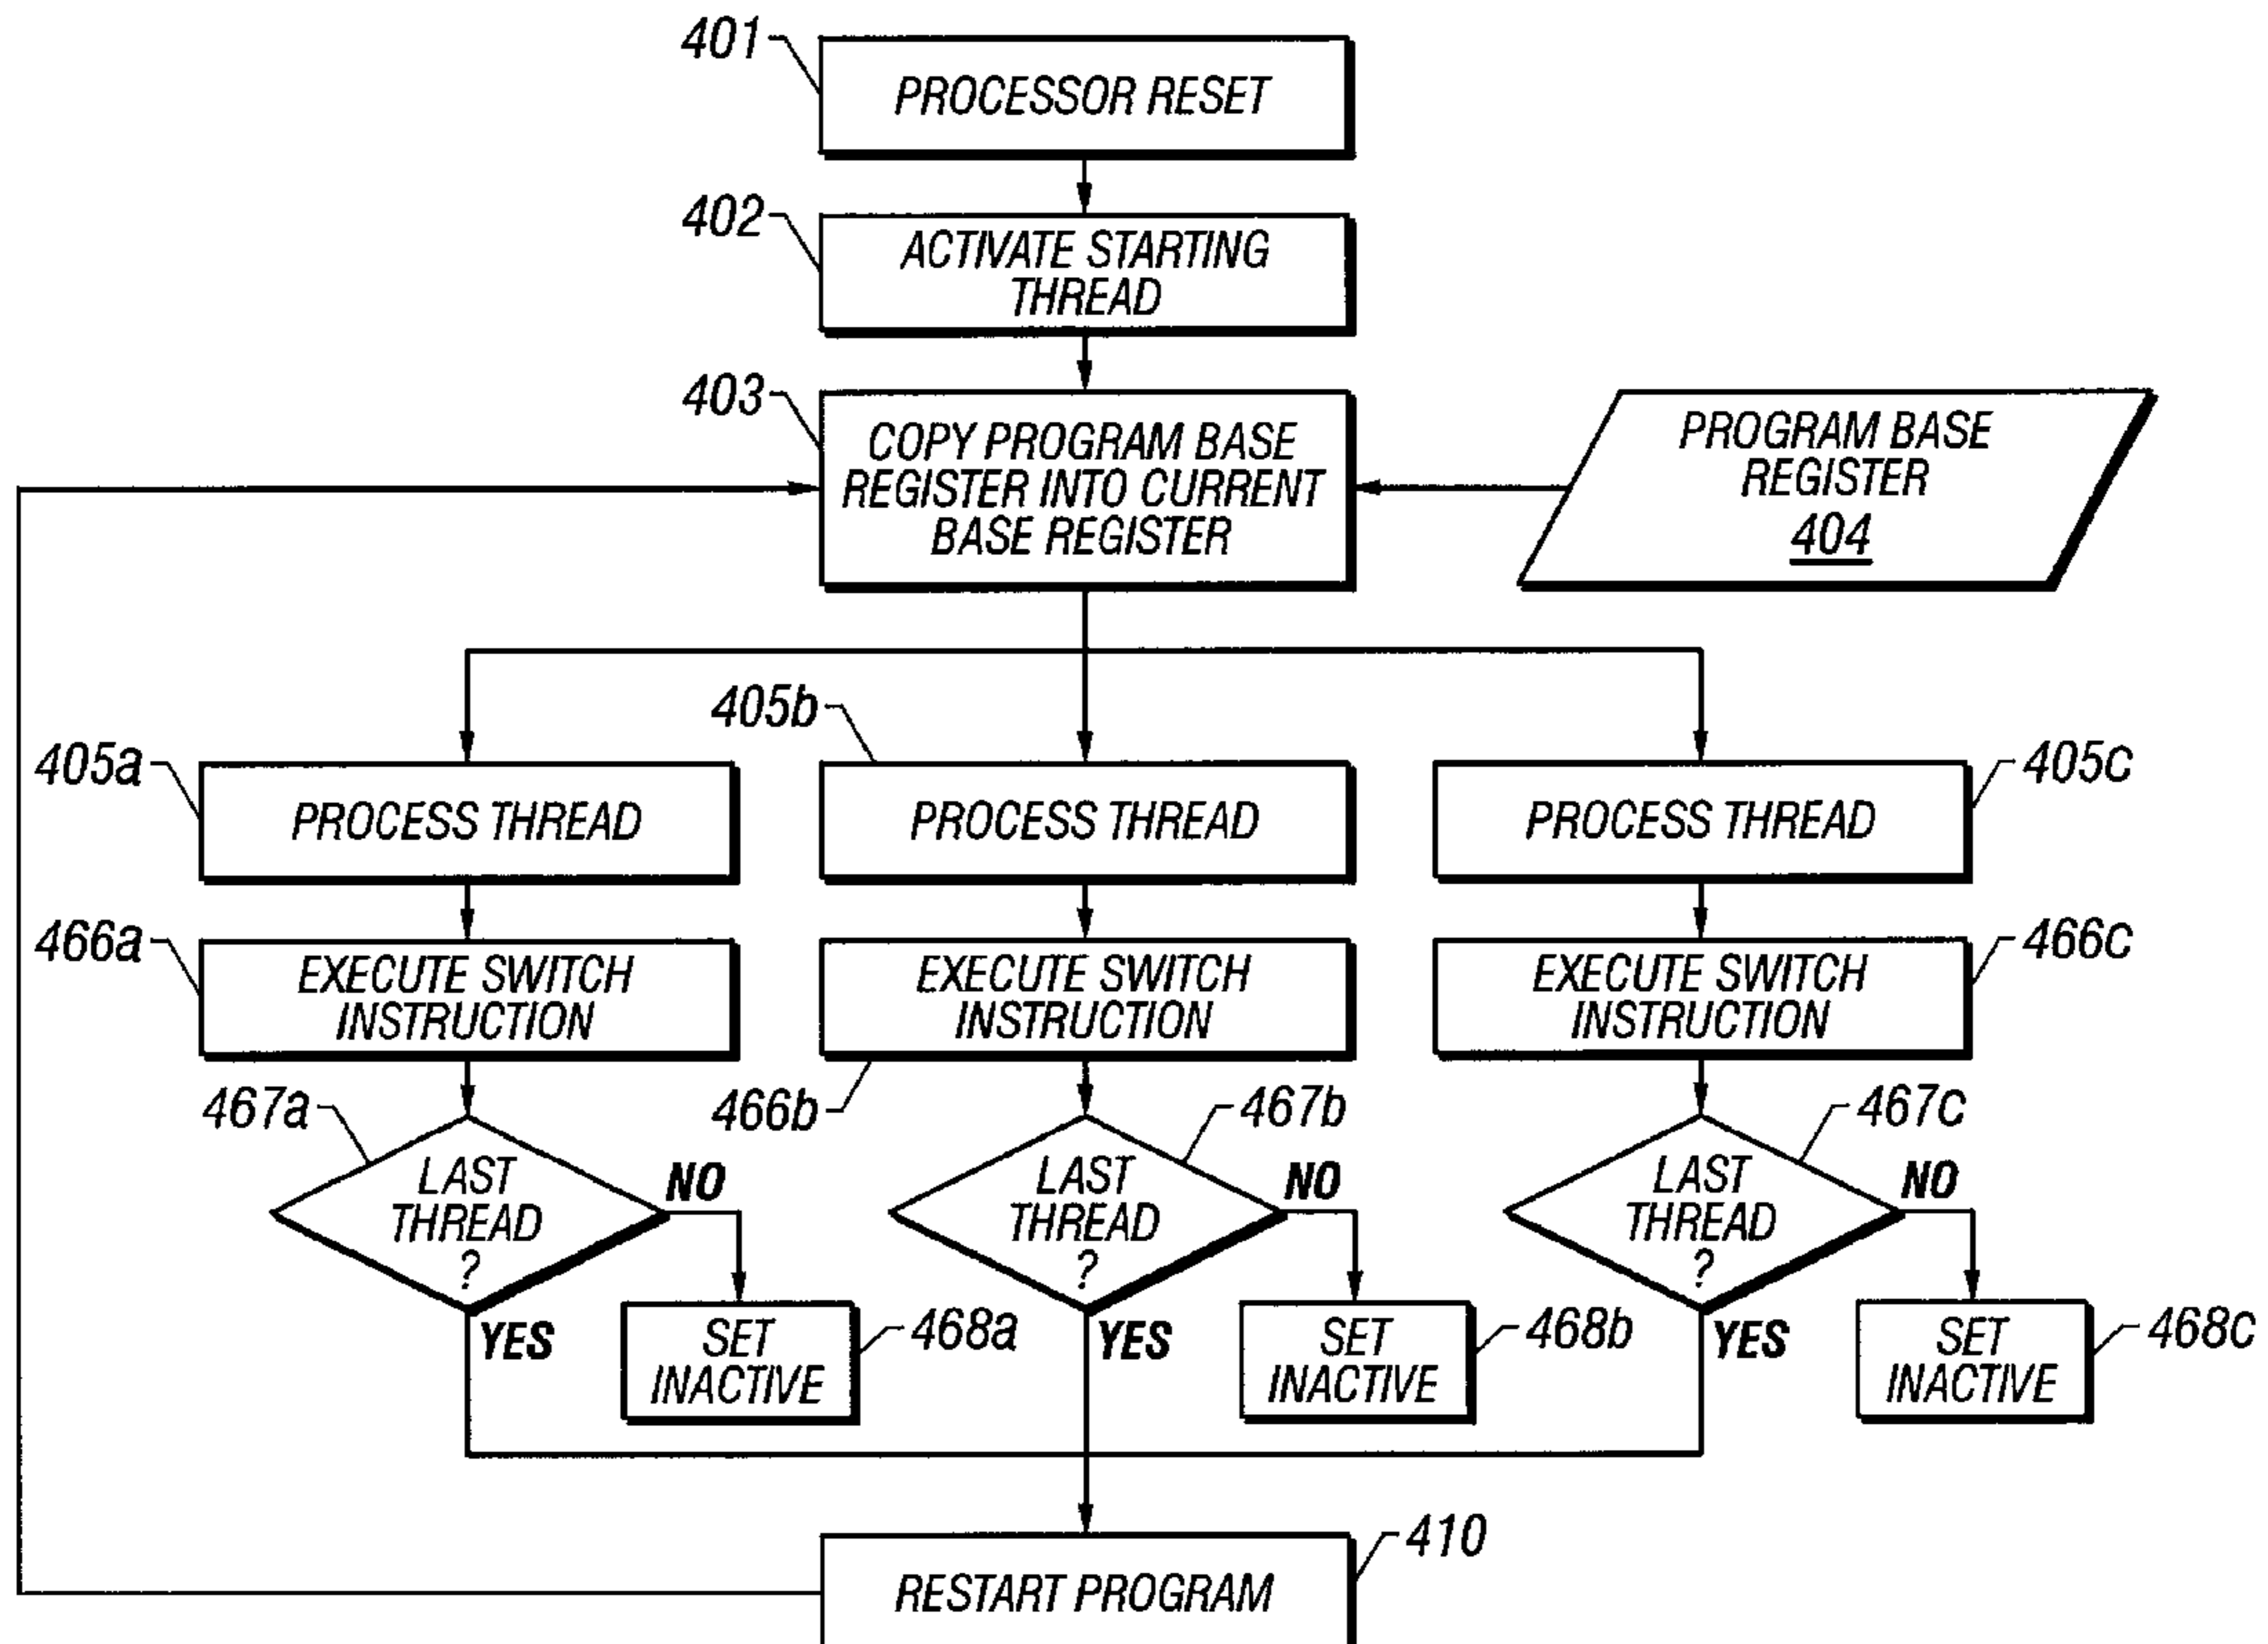 401
PROCESSOR RESET
402
ACTIVATE STARTING
THREAD
403
COPY PROGRAM BASE
REGISTER INTO CURRENT
BASE REGISTER
PROGRAM BASE
REGISTER
404
405a
PROCESS THREAD
405b
PROCESS THREAD
405c
PROCESS THREAD
466a
EXECUTE SWITCH
INSTRUCTION
466b
EXECUTE SWITCH
INSTRUCTION
466c
EXECUTE SWITCH
INSTRUCTION
467a
LAST
THREAD
?
NO
YES
SET
INACTIVE
468a
467b
LAST
THREAD
?
NO
YES
SET
INACTIVE
468b
467c
LAST
THREAD
?
NO
YES
SET
INACTIVE
468c
410
RESTART PROGRAM